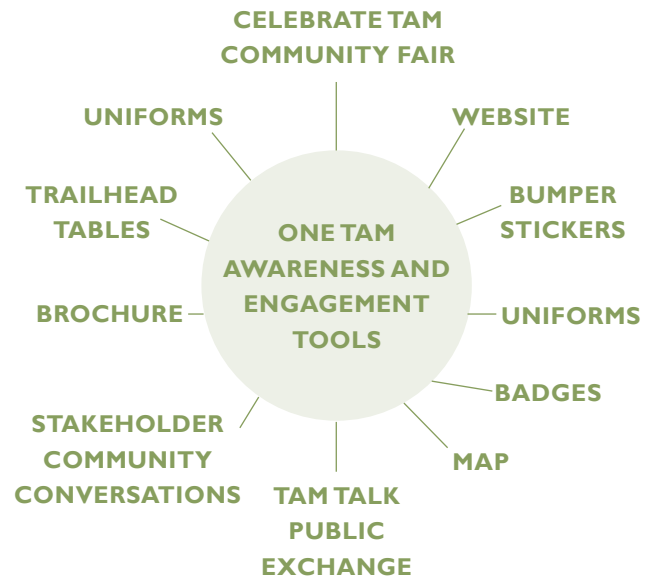 CELEBRATE TAM
COMMUNITY FAIR
UNIFORMS
WEBSITE
TRAILHEAD
TABLES
BUMPER
STICKERS
ONE TAM
AWARENESS AND
ENGAGEMENT
TOOLS
BROCHURE
UNIFORMS
BADGES
STAKEHOLDER
COMMUNITY
CONVERSATIONS
MAP
TAM TALK
PUBLIC
EXCHANGE